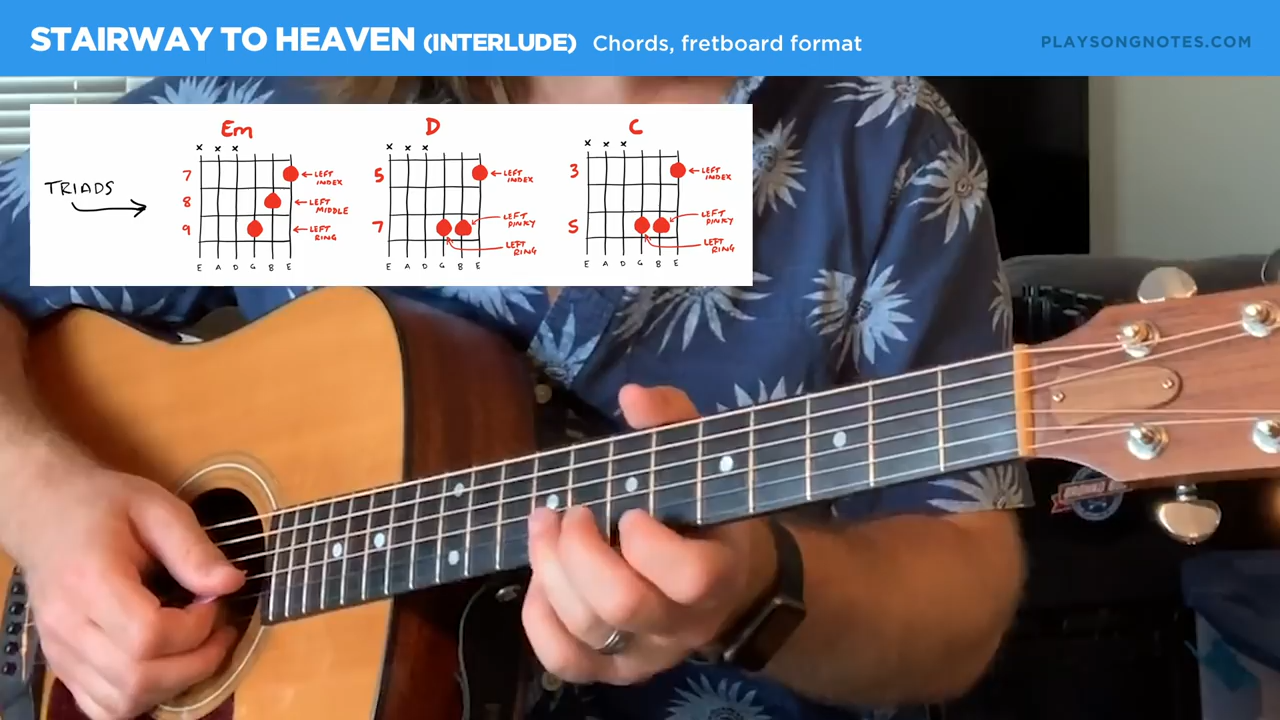 STAIRWAY TO HEAVEN (INTERLUDE) Chords, fretboard format
PLAYSONGNOTES.COM
TRIADS
Em
x x x
7 ← LEFT INDEX
8 ← LEFT MIDDLE
9 ← LEFT RING
E A D G B E
D
x x x
5 ← LEFT INDEX
7 LEFT PINKY
LEFT RING
E A D G B E
C
x x x
3 ← LEFT INDEX
5 LEFT PINKY
LEFT RING
E A D G B E